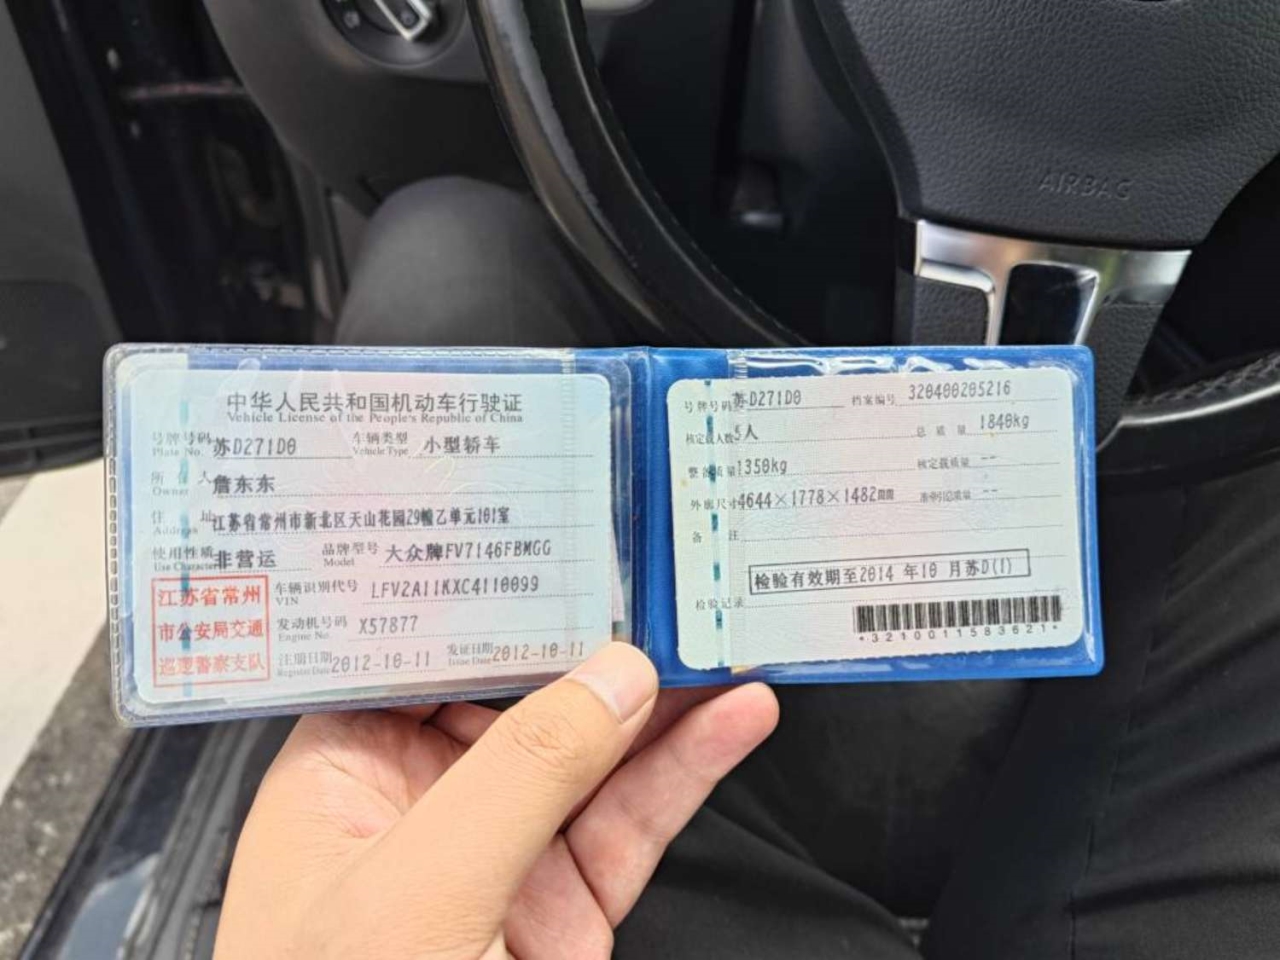 AIRBAG
中华人民共和国机动车行驶证
Vehicle License of the People's Republic of China
号牌号码 苏D271D0 车辆类型 小型轿车
Plate No. Vehicle Type
所有人 詹东东
Owner
住址 江苏省常州市新北区天山花园29幢乙单元101室
Address
使用性质 非营运 品牌型号 大众牌FV7146FBMGG
Use Character Model
江苏省常州
市公安局交通
巡逻警察支队
车辆识别代号 LFV2A11KXC4110099
VIN
发动机号码 X57877
Engine No.
注册日期 2012-10-11 发证日期 2012-10-11
Register Date Issue Date
号牌号码 苏D271D0 档案编号 320400205216
核定载人数 5人 总质量 1840kg
整备质量 1350kg 核定载质量 --
外廓尺寸 4644×1778×1482mm 准牵引总质量 --
备注
检验有效期至2014年10月苏D(1)
检验记录
*3210011583621*